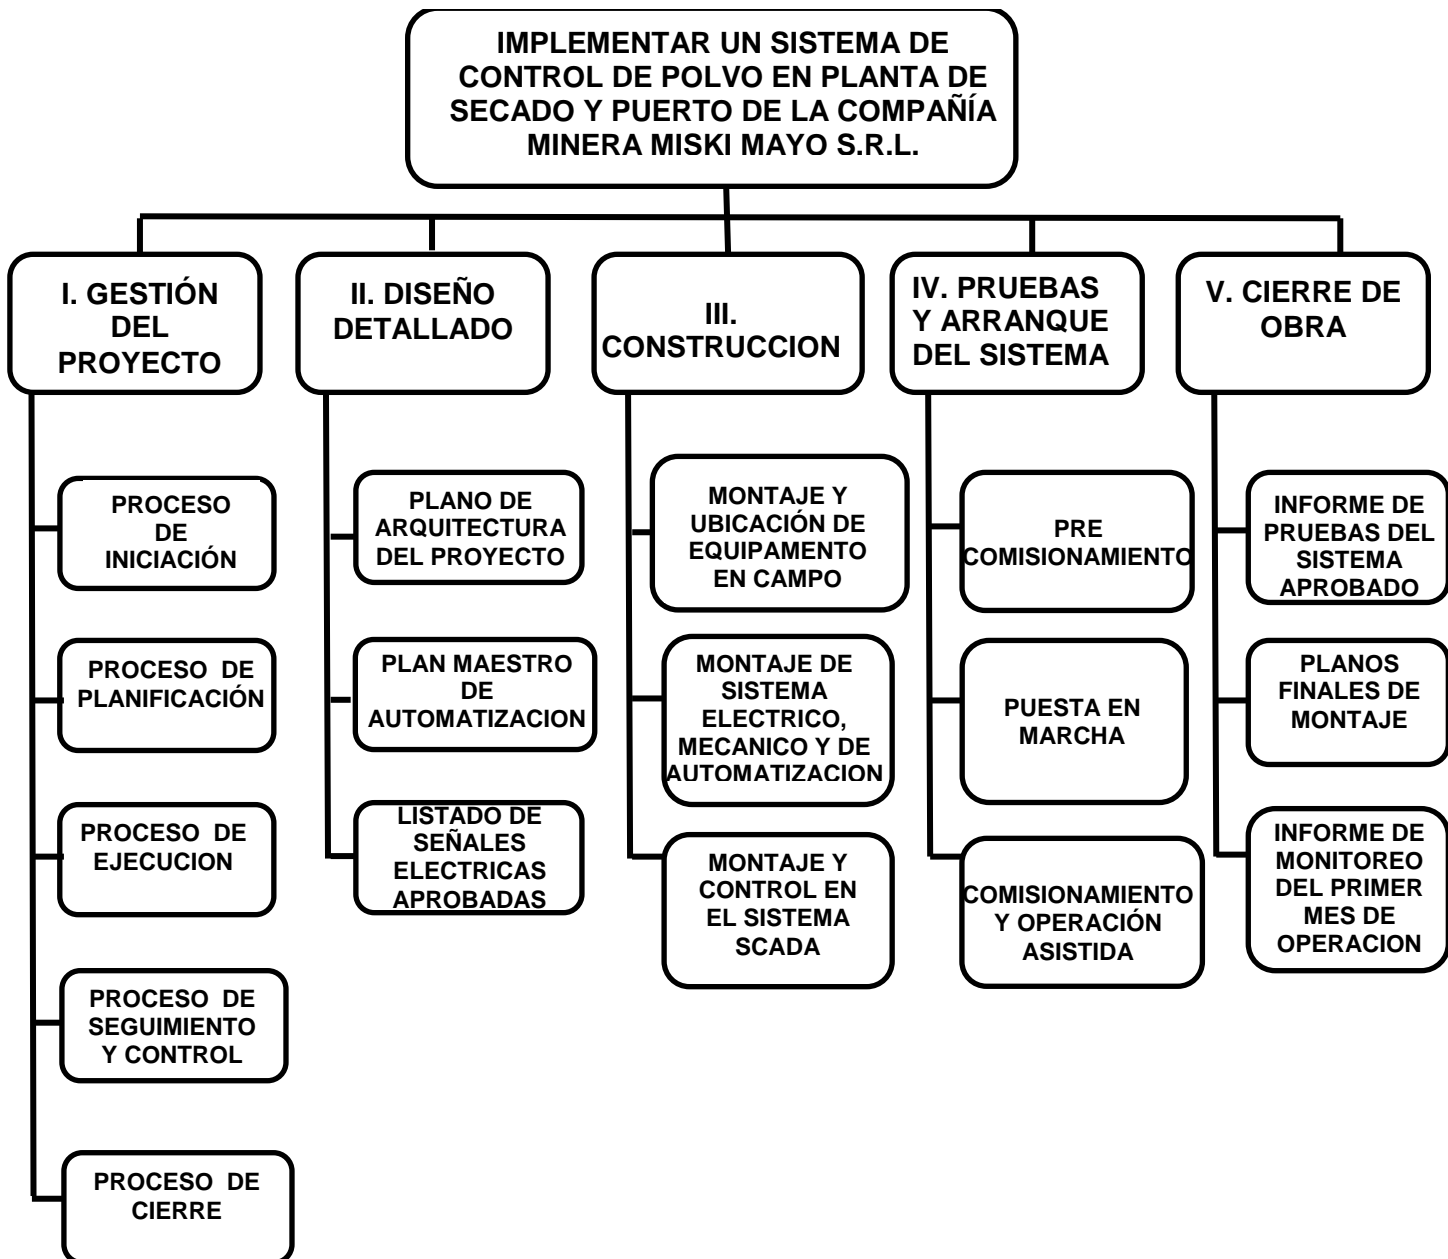 IMPLEMENTAR UN SISTEMA DE
CONTROL DE POLVO EN PLANTA DE
SECADO Y PUERTO DE LA COMPAÑÍA
MINERA MISKI MAYO S.R.L.
I. GESTIÓN
DEL
PROYECTO
II. DISEÑO
DETALLADO
III.
CONSTRUCCION
IV. PRUEBAS
Y ARRANQUE
DEL SISTEMA
V. CIERRE DE
OBRA
PROCESO
DE
INICIACIÓN
PROCESO DE
PLANIFICACIÓN
PROCESO DE
EJECUCION
PROCESO DE
SEGUIMIENTO
Y CONTROL
PROCESO DE
CIERRE
PLANO DE
ARQUITECTURA
DEL PROYECTO
PLAN MAESTRO
DE
AUTOMATIZACION
LISTADO DE
SEÑALES
ELECTRICAS
APROBADAS
MONTAJE Y
UBICACIÓN DE
EQUIPAMENTO
EN CAMPO
MONTAJE DE
SISTEMA
ELECTRICO,
MECANICO Y DE
AUTOMATIZACION
MONTAJE Y
CONTROL EN
EL SISTEMA
SCADA
PRE
COMISIONAMIENTO
PUESTA EN
MARCHA
COMISIONAMIENTO
Y OPERACIÓN
ASISTIDA
INFORME DE
PRUEBAS DEL
SISTEMA
APROBADO
PLANOS
FINALES DE
MONTAJE
INFORME DE
MONITOREO
DEL PRIMER
MES DE
OPERACION